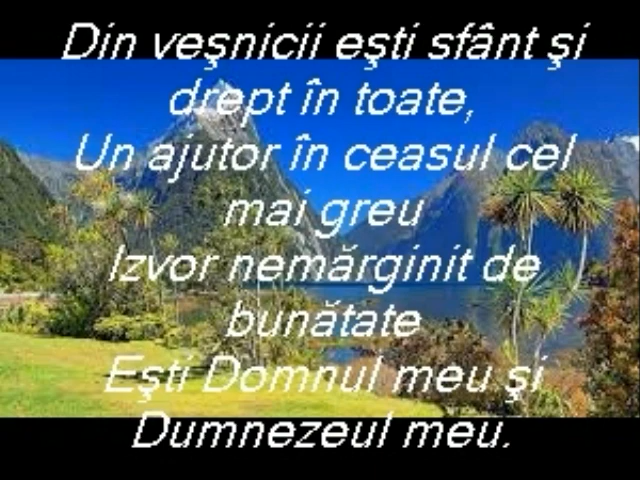 Din veşnicii eşti sfânt şi
drept în toate,
Un ajutor în ceasul cel
mai greu
Izvor nemărginit de
bunătate
Eşti Domnul meu şi
Dumnezeul meu.